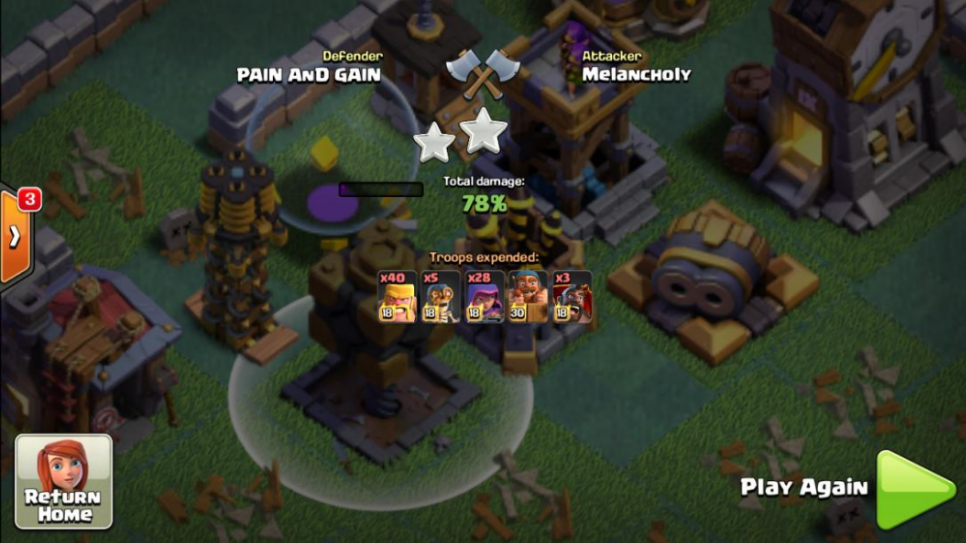 Defender
PAIN AND GAIN
Attacker
Melancholy
3
Total damage:
78%
Troops expended:
x40
x5
x28
x3
18
18
18
30
18
Return
Home
Play Again